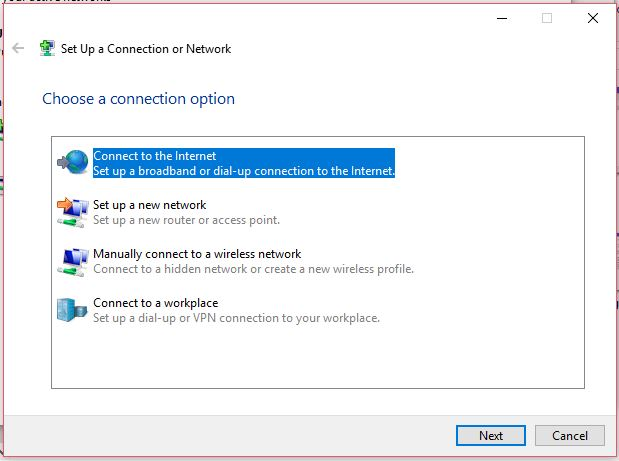 your active networks
Set Up a Connection or Network
Choose a connection option
Connect to the Internet
Set up a broadband or dial-up connection to the Internet.
Set up a new network
Set up a new router or access point.
Manually connect to a wireless network
Connect to a hidden network or create a new wireless profile.
Connect to a workplace
Set up a dial-up or VPN connection to your workplace.
Next
Cancel